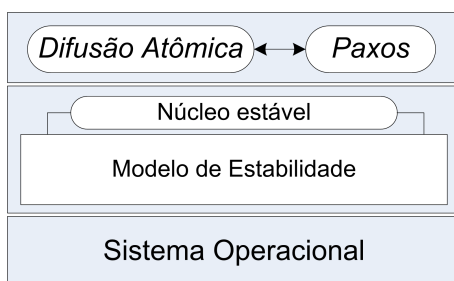 Difusão Atômica
Paxos
Núcleo estável
Modelo de Estabilidade
Sistema Operacional